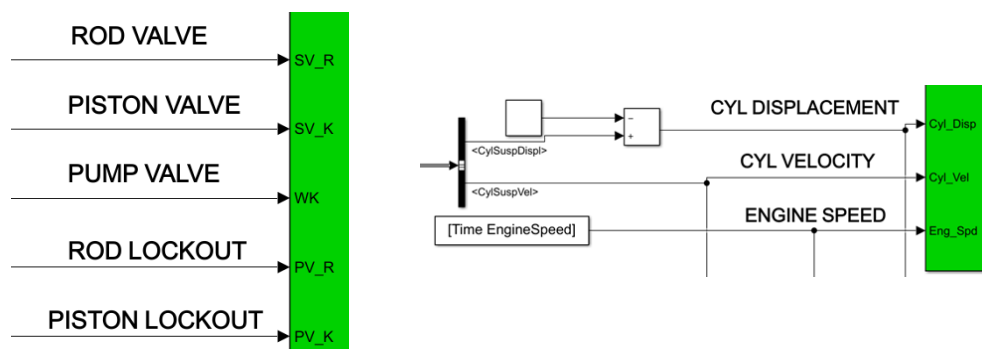 ROD VALVE
SV_R
PISTON VALVE
SV_K
PUMP VALVE
WK
ROD LOCKOUT
PV_R
PISTON LOCKOUT
PV_K
−
+
CYL DISPLACEMENT
Cyl_Disp
<CylSuspDispl>
CYL VELOCITY
Cyl_Vel
<CylSuspVel>
ENGINE SPEED
[Time EngineSpeed]
Eng_Spd